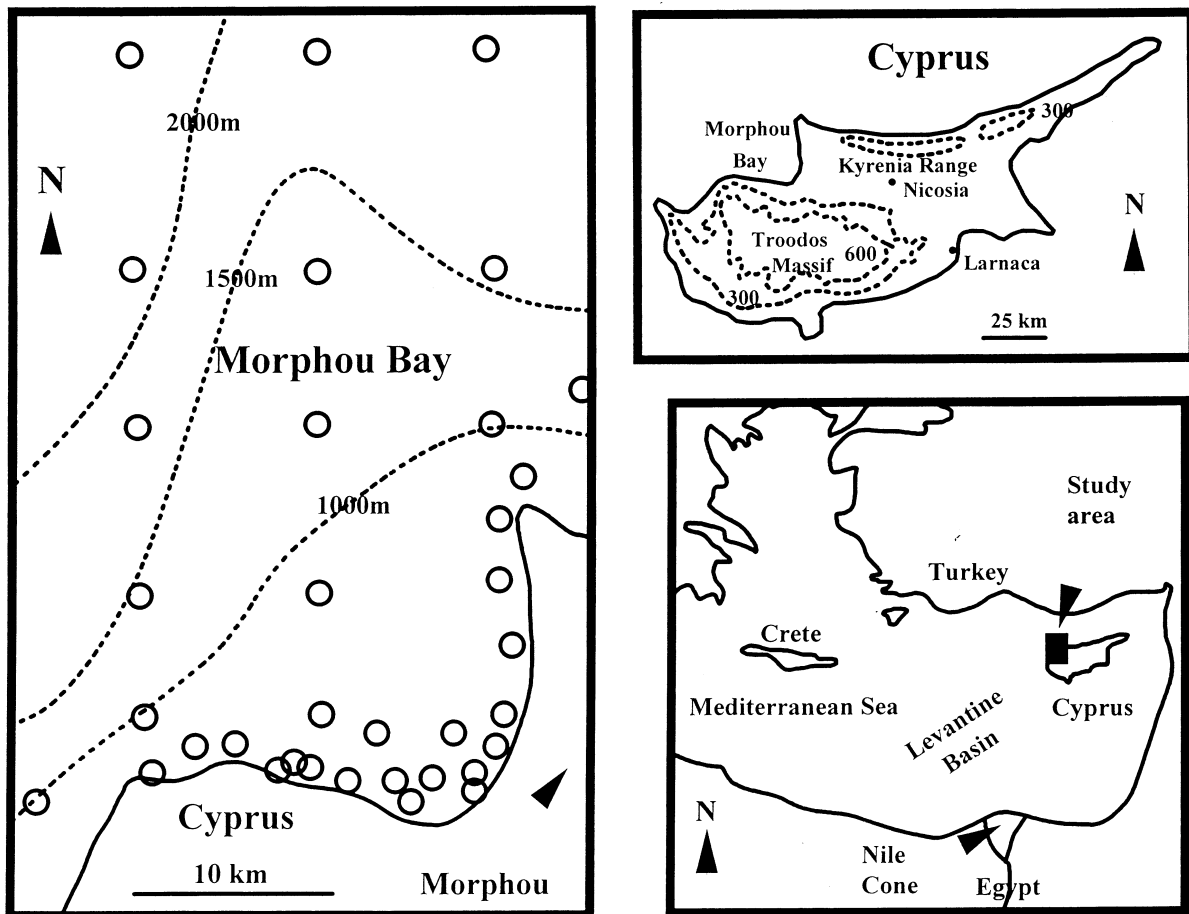 2000m
N
1500m
Morphou Bay
1000m
Cyprus
10 km
Morphou
Cyprus
300
Morphou
Bay
Kyrenia Range
Nicosia
N
Troodos
Massif
600
Larnaca
300
25 km
Study
area
Turkey
Crete
Mediterranean Sea
Cyprus
Levantine
Basin
N
Nile
Cone
Egypt